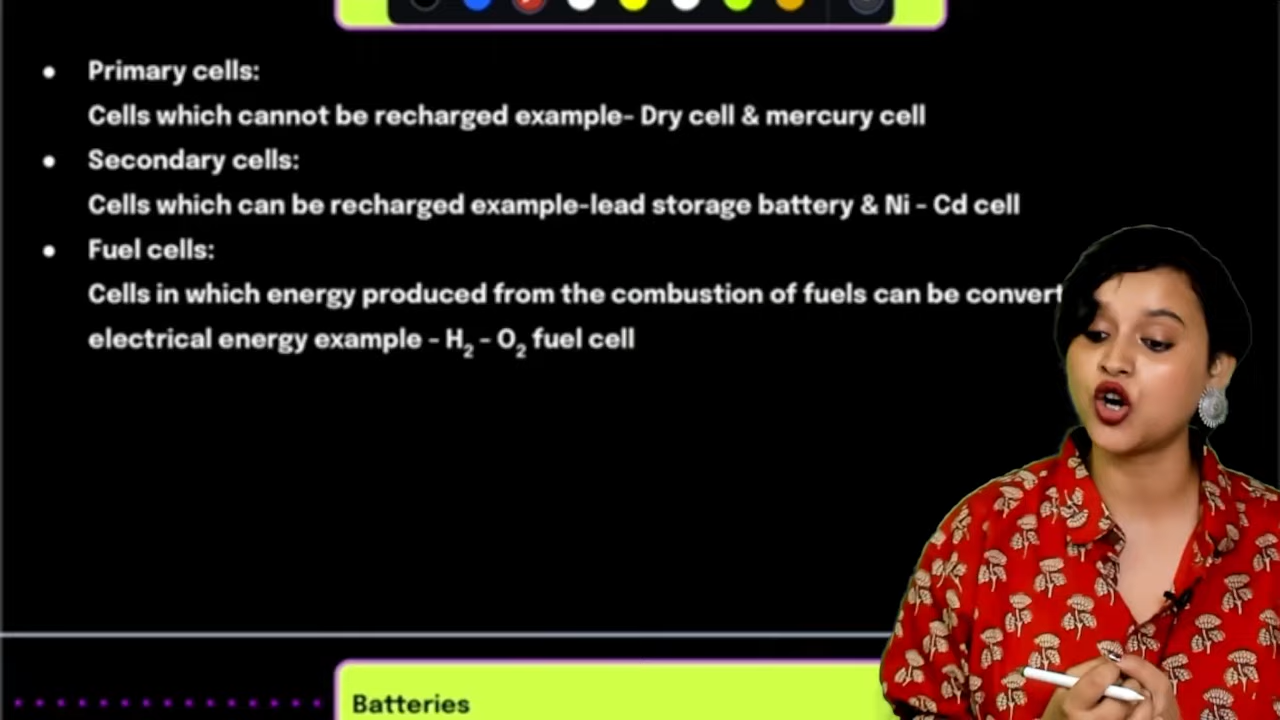 • Primary cells:
Cells which cannot be recharged example- Dry cell & mercury cell
• Secondary cells:
Cells which can be recharged example-lead storage battery & Ni - Cd cell
• Fuel cells:
Cells in which energy produced from the combustion of fuels can be convert
electrical energy example - H₂ - O₂ fuel cell
Batteries